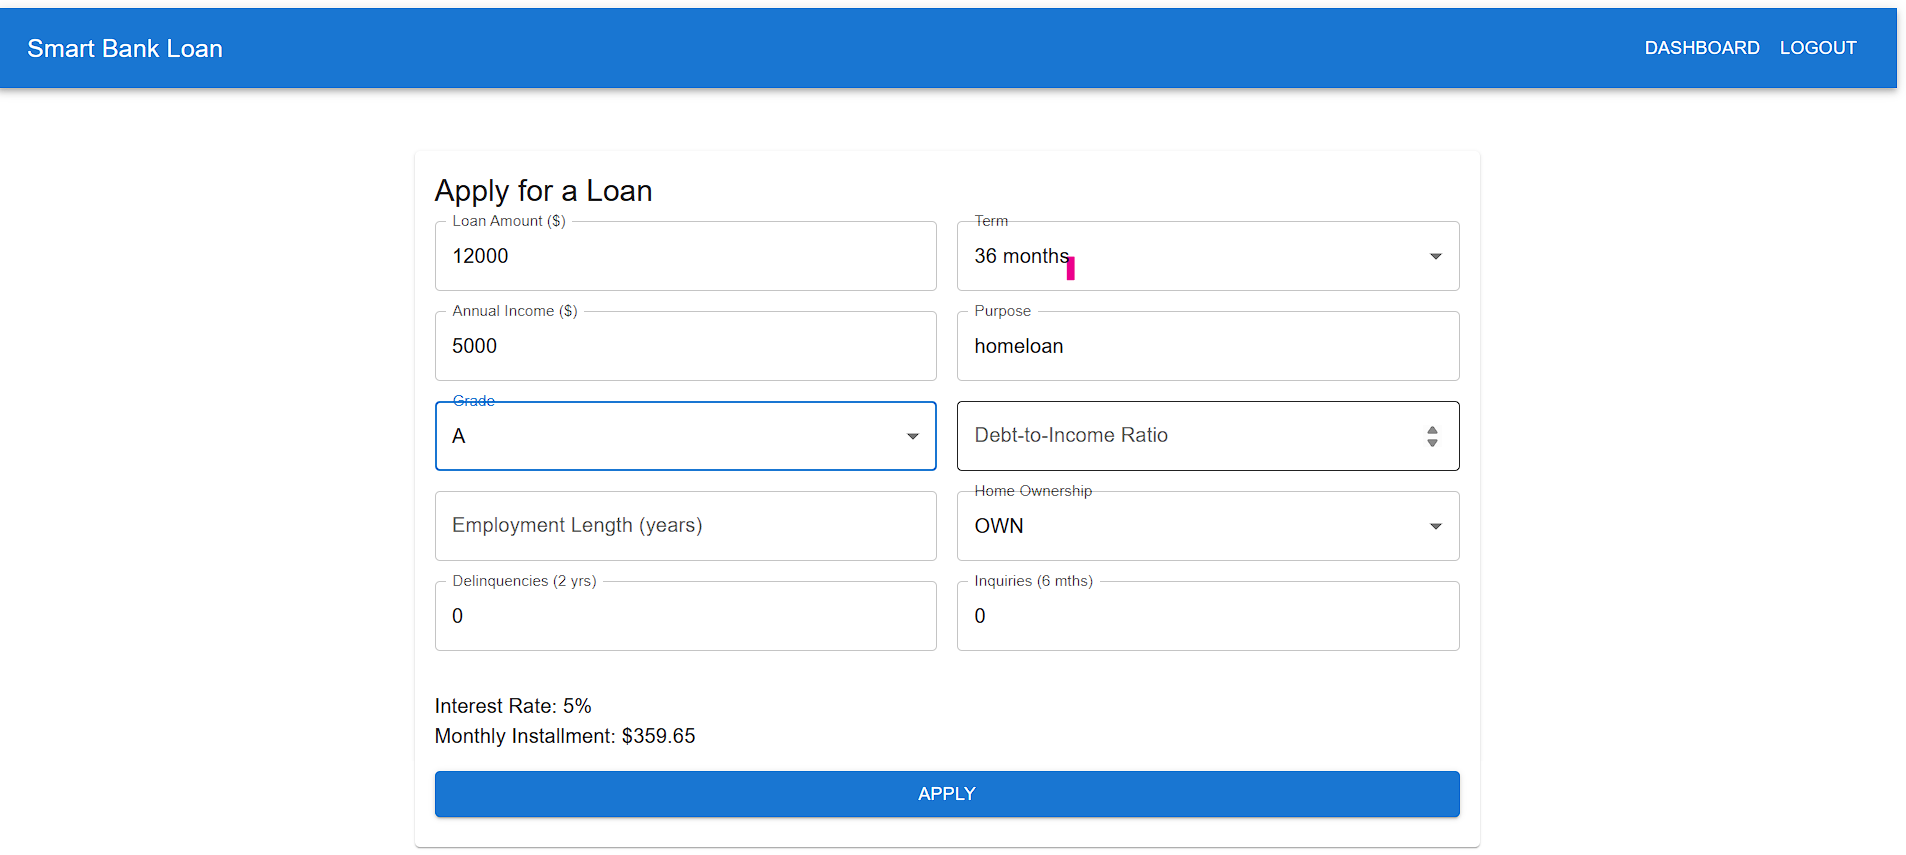 Smart Bank Loan
DASHBOARD LOGOUT
Apply for a Loan
Loan Amount ($)
12000
Term
36 months
Annual Income ($)
5000
Purpose
homeloan
Grade
A
Debt-to-Income Ratio
Employment Length (years)
Home Ownership
OWN
Delinquencies (2 yrs)
0
Inquiries (6 mths)
0
Interest Rate: 5%
Monthly Installment: $359.65
APPLY